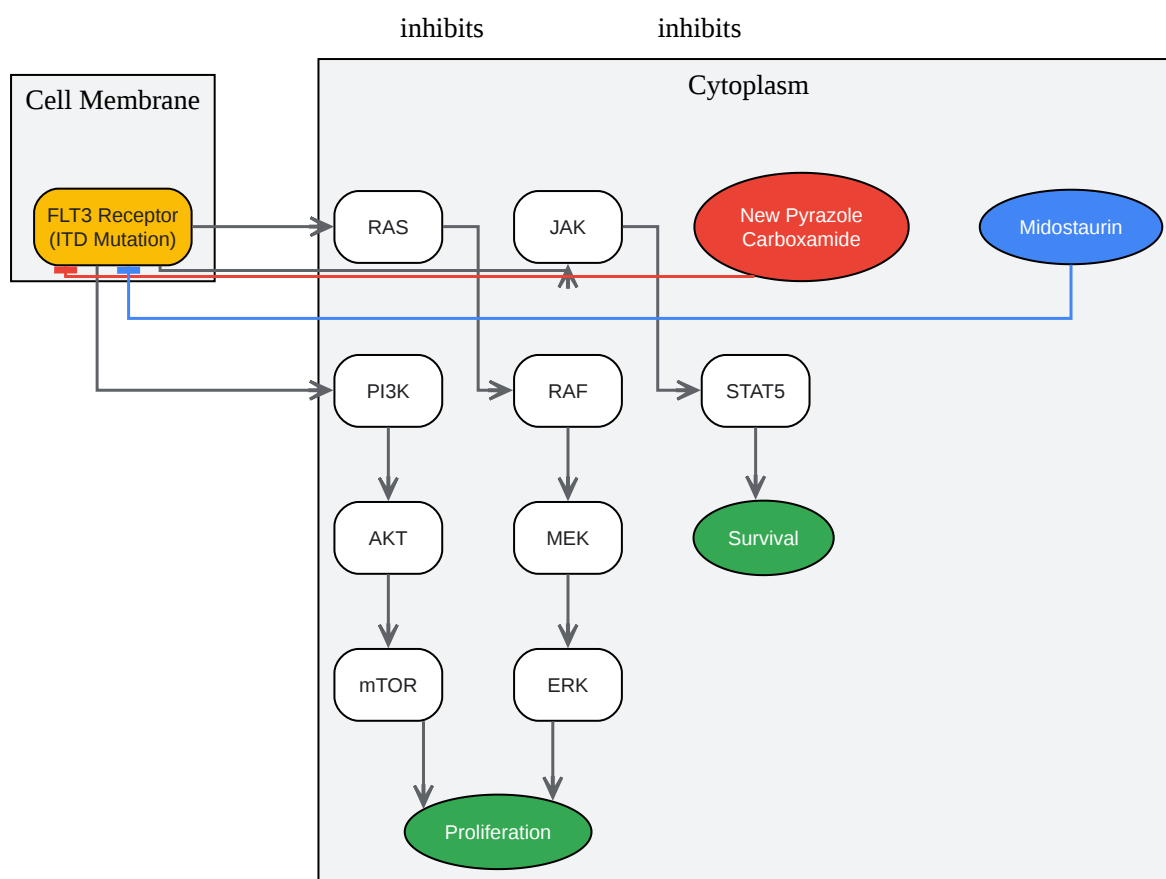 inhibits
inhibits
Cell Membrane
Cytoplasm
FLT3 Receptor
(ITD Mutation)
RAS
JAK
New Pyrazole
Carboxamide
Midostaurin
PI3K
RAF
STAT5
AKT
MEK
Survival
mTOR
ERK
Proliferation